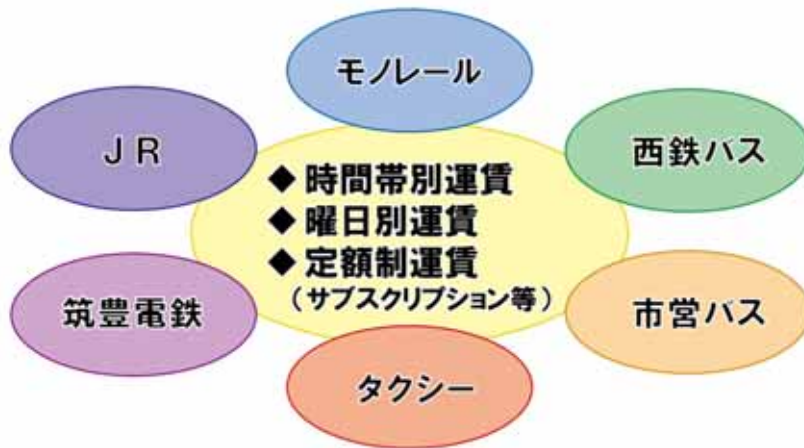 モノレール
JR
西鉄バス
◆ 時間帯別運賃
◆ 曜日別運賃
◆ 定額制運賃
（サブスクリプション等）
筑豊電鉄
市営バス
タクシー